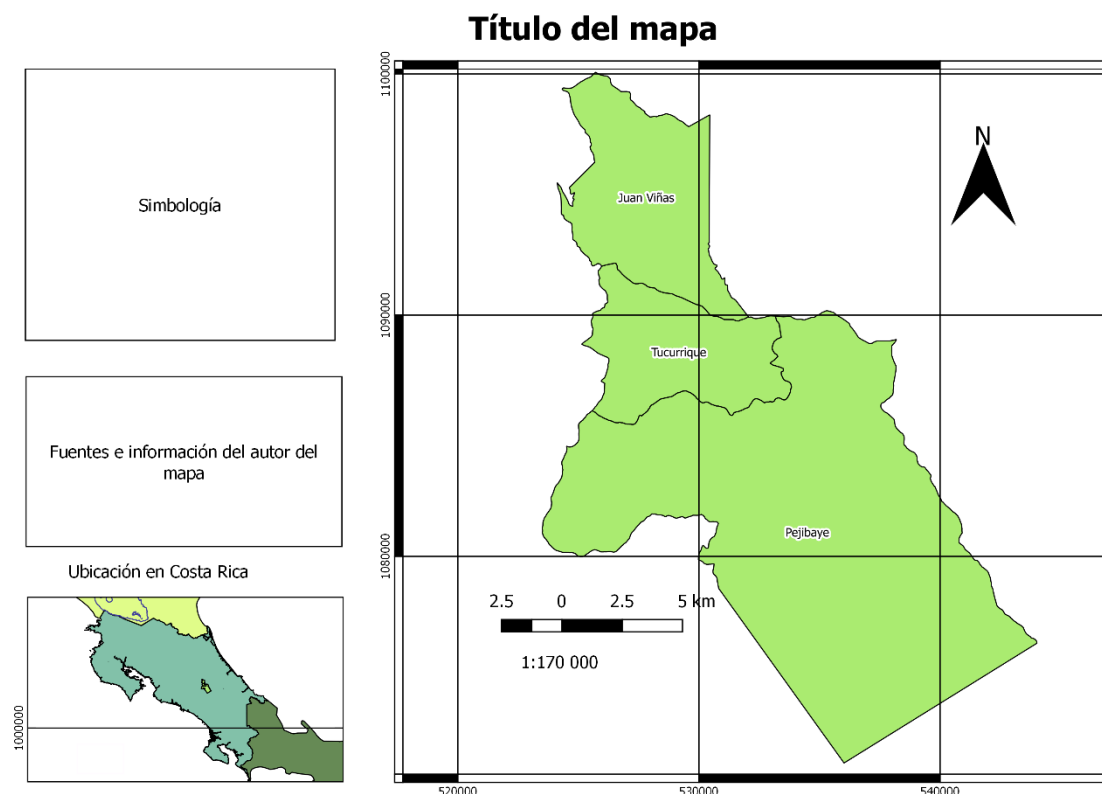 Título del mapa
Simbología
Fuentes e información del autor del
mapa
Ubicación en Costa Rica
1000000
1100000
1090000
1080000
N
Juan Viñas
Tucurrique
Pejibaye
2.5 0 2.5 5 km
1:170 000
520000 530000 540000